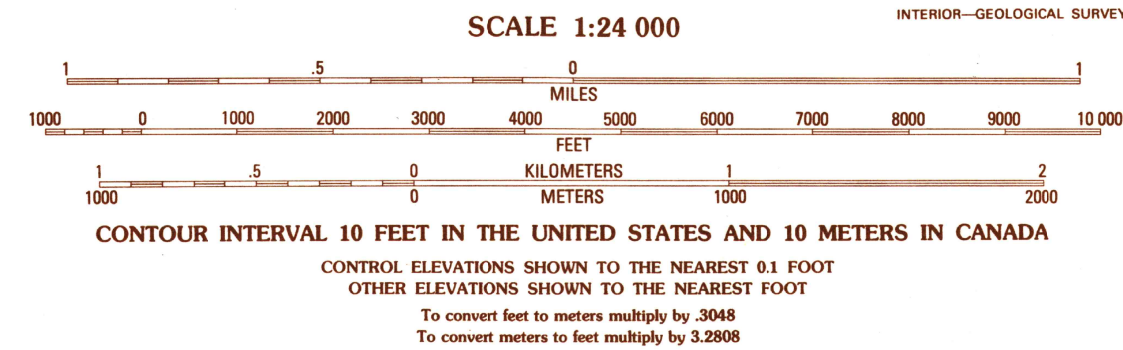 INTERIOR—GEOLOGICAL SURVEY
SCALE 1:24 000
1 .5 0 1
MILES
1000 0 1000 2000 3000 4000 5000 6000 7000 8000 9000 10 000
FEET
1 .5 0 KILOMETERS 1 2
1000 0 METERS 1000 2000
CONTOUR INTERVAL 10 FEET IN THE UNITED STATES AND 10 METERS IN CANADA
CONTROL ELEVATIONS SHOWN TO THE NEAREST 0.1 FOOT
OTHER ELEVATIONS SHOWN TO THE NEAREST FOOT
To convert feet to meters multiply by .3048
To convert meters to feet multiply by 3.2808